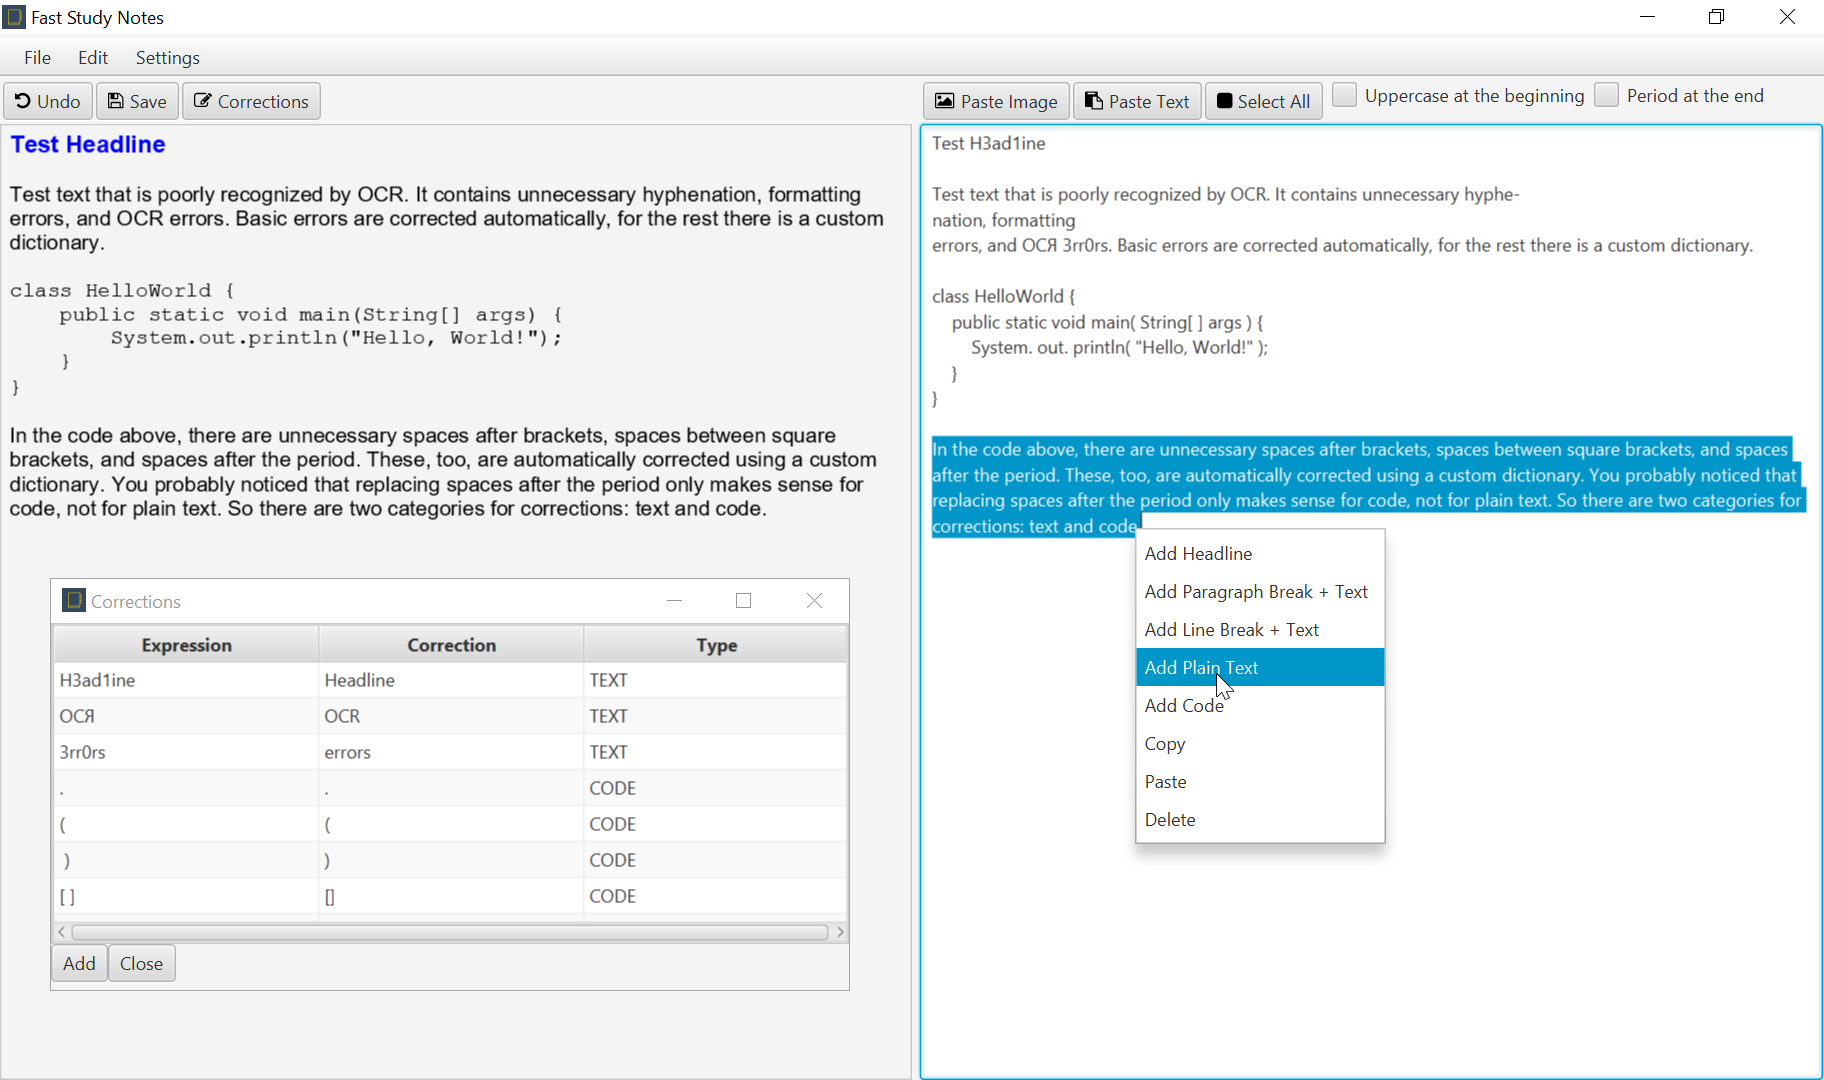 Fast Study Notes
File Edit Settings
Undo Save Corrections
Paste Image Paste Text Select All Uppercase at the beginning Period at the end
Test Headline
Test text that is poorly recognized by OCR. It contains unnecessary hyphenation, formatting
errors, and OCR errors. Basic errors are corrected automatically, for the rest there is a custom
dictionary.
class HelloWorld {
    public static void main(String[] args) {
        System.out.println("Hello, World!");
    }
}
In the code above, there are unnecessary spaces after brackets, spaces between square
brackets, and spaces after the period. These, too, are automatically corrected using a custom
dictionary. You probably noticed that replacing spaces after the period only makes sense for
code, not for plain text. So there are two categories for corrections: text and code.
Corrections
Expression Correction Type
H3ad1ine Headline TEXT
OCЯ OCR TEXT
3rr0rs errors TEXT
. . CODE
( ( CODE
) ) CODE
[ ] [] CODE
Add Close
Test H3ad1ine
Test text that is poorly recognized by OCR. It contains unnecessary hyphe-
nation, formatting
errors, and OCЯ 3rr0rs. Basic errors are corrected automatically, for the rest there is a custom dictionary.
class HelloWorld {
    public static void main( String[ ] args ) {
        System. out. println( "Hello, World!" );
    }
}
In the code above, there are unnecessary spaces after brackets, spaces between square brackets, and spaces
after the period. These, too, are automatically corrected using a custom dictionary. You probably noticed that
replacing spaces after the period only makes sense for code, not for plain text. So there are two categories for
corrections: text and code
Add Headline
Add Paragraph Break + Text
Add Line Break + Text
Add Plain Text
Add Code
Copy
Paste
Delete